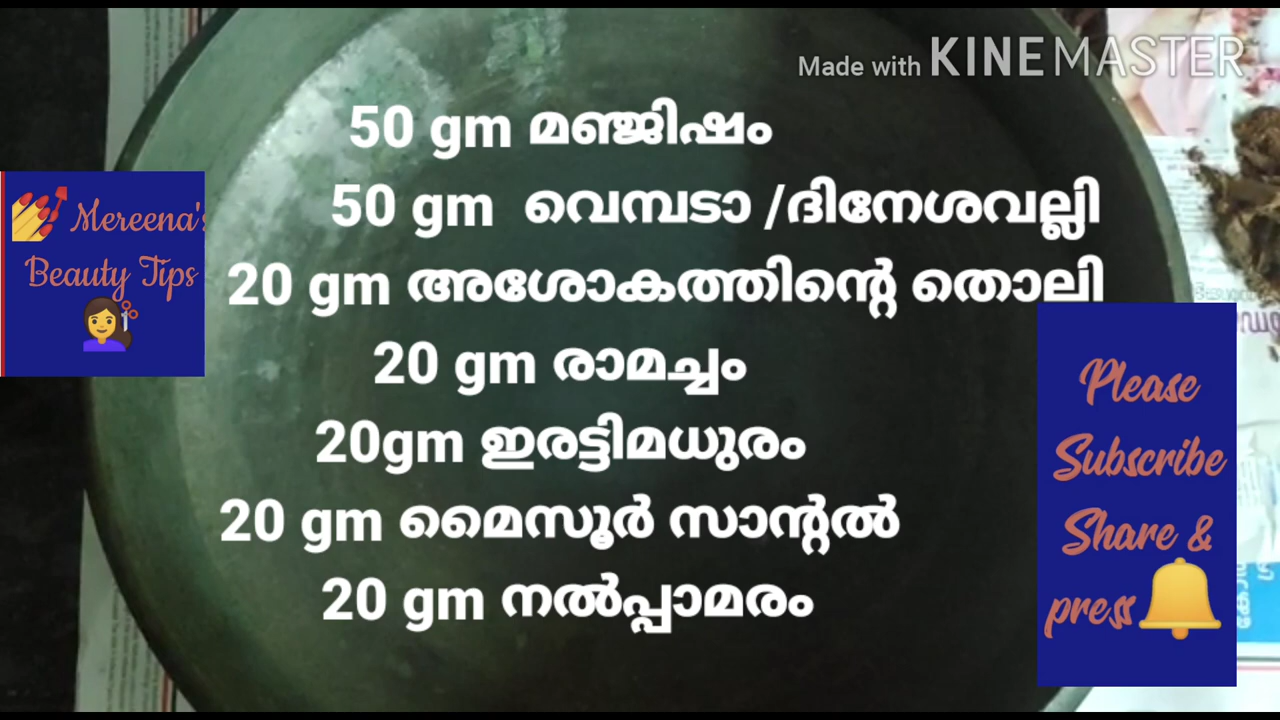 Made with KINEMASTER
50 gm മഞ്ജിഷം
50 gm വെമ്പടാ /ദിനേശവല്ലി
20 gm അശോകത്തിന്റെ തൊലി
20 gm രാമച്ചം
20gm ഇരട്ടിമധുരം
20 gm മൈസൂർ സാന്റൽ
20 gm നൽപ്പാമരം
Mereena's
Beauty Tips
Please
Subscribe
Share &
press